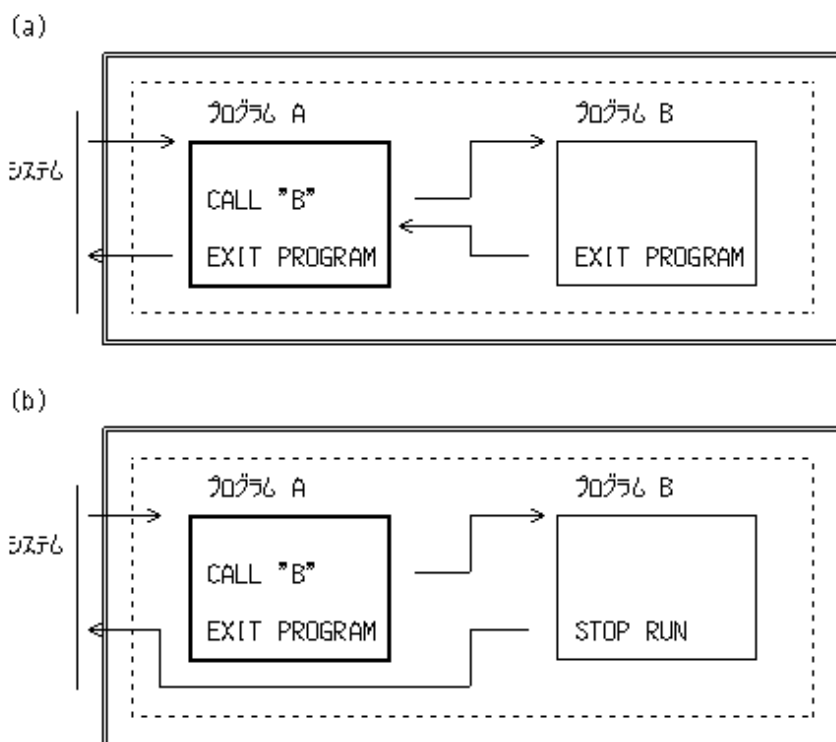 (a)
プログラム A プログラム B
システム
CALL "B"
EXIT PROGRAM EXIT PROGRAM
(b)
プログラム A プログラム B
システム
CALL "B"
EXIT PROGRAM STOP RUN